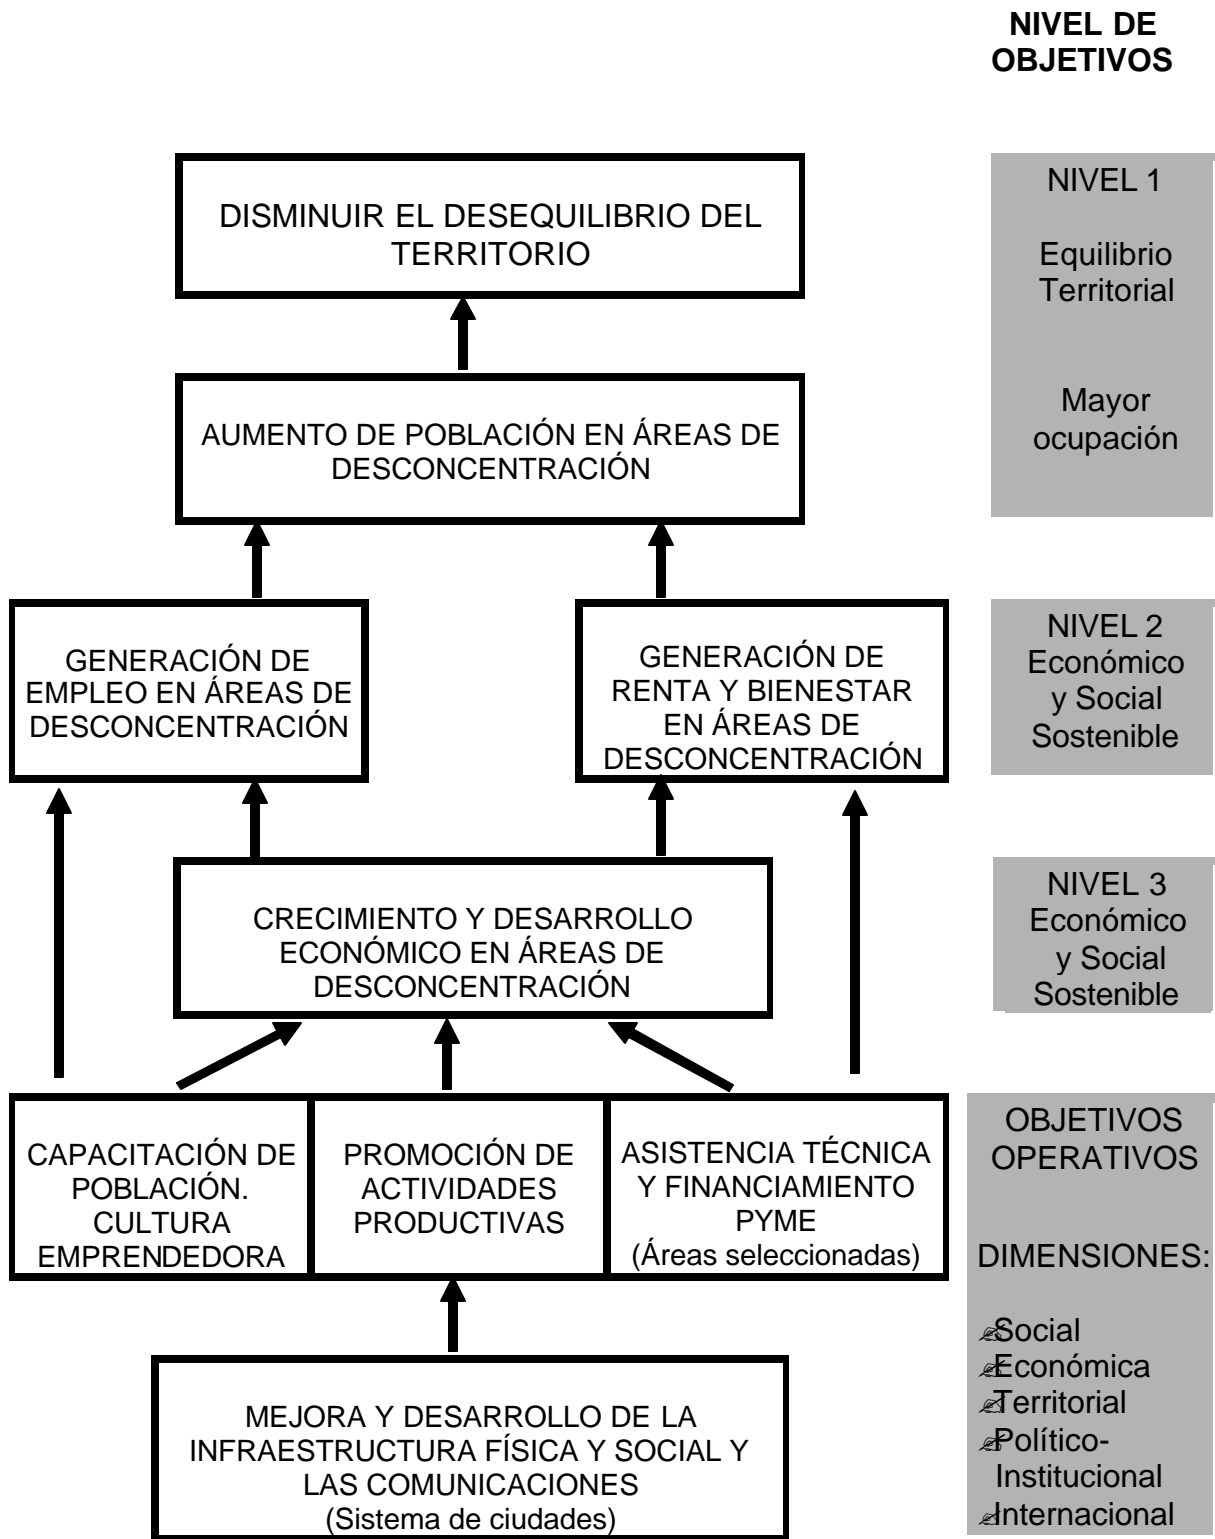 NIVEL DE
OBJETIVOS
DISMINUIR EL DESEQUILIBRIO DEL
TERRITORIO
NIVEL 1
Equilibrio
Territorial
Mayor
ocupación
AUMENTO DE POBLACIÓN EN ÁREAS DE
DESCONCENTRACIÓN
GENERACIÓN DE
EMPLEO EN ÁREAS DE
DESCONCENTRACIÓN
GENERACIÓN DE
RENTA Y BIENESTAR
EN ÁREAS DE
DESCONCENTRACIÓN
NIVEL 2
Económico
y Social
Sostenible
CRECIMIENTO Y DESARROLLO
ECONÓMICO EN ÁREAS DE
DESCONCENTRACIÓN
NIVEL 3
Económico
y Social
Sostenible
CAPACITACIÓN DE
POBLACIÓN.
CULTURA
EMPRENDEDORA
PROMOCIÓN DE
ACTIVIDADES
PRODUCTIVAS
ASISTENCIA TÉCNICA
Y FINANCIAMIENTO
PYME
(Áreas seleccionadas)
OBJETIVOS
OPERATIVOS
DIMENSIONES:
Social
Económica
Territorial
Político-
Institucional
Internacional
MEJORA Y DESARROLLO DE LA
INFRAESTRUCTURA FÍSICA Y SOCIAL Y
LAS COMUNICACIONES
(Sistema de ciudades)